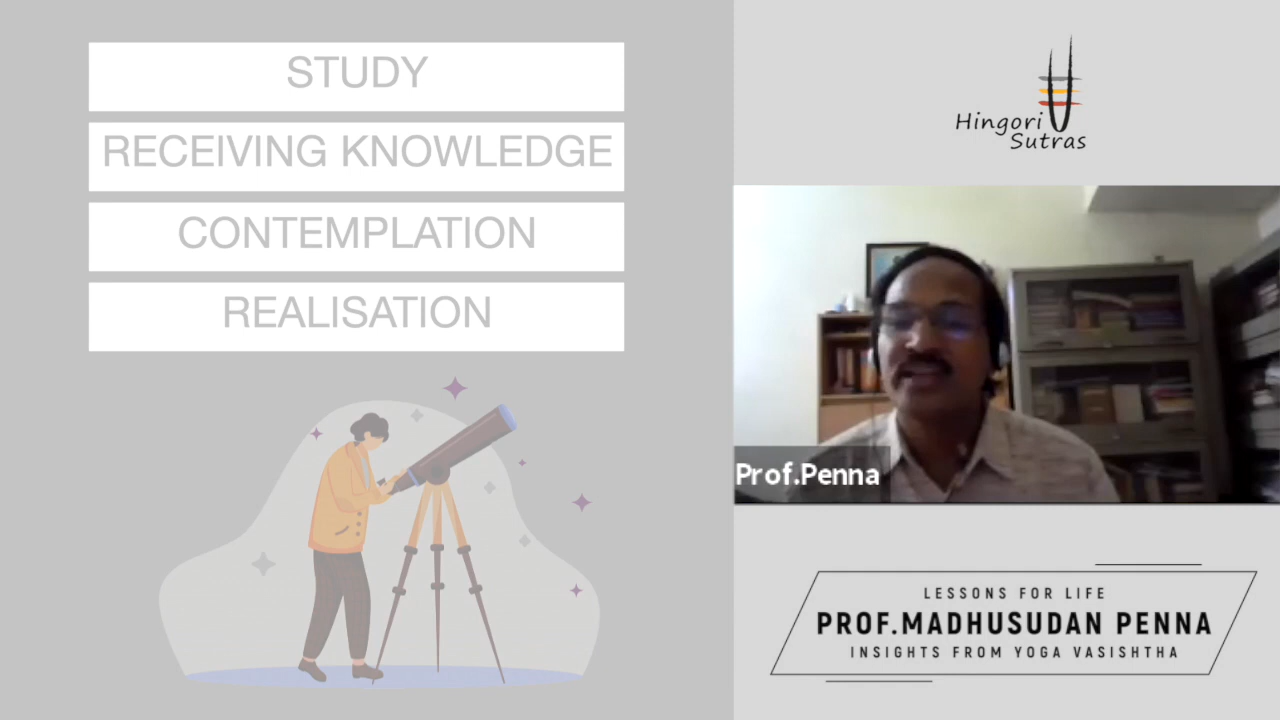 STUDY
RECEIVING KNOWLEDGE
CONTEMPLATION
REALISATION
Hingori
Sutras
Prof.Penna
LESSONS FOR LIFE
PROF.MADHUSUDAN PENNA
INSIGHTS FROM YOGA VASISHTHA